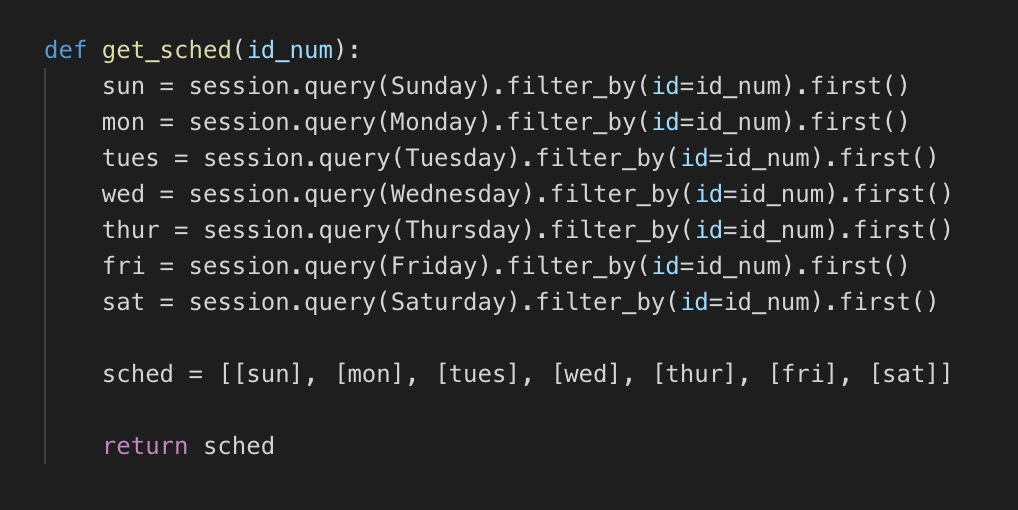 def get_sched(id_num):
    sun = session.query(Sunday).filter_by(id=id_num).first()
    mon = session.query(Monday).filter_by(id=id_num).first()
    tues = session.query(Tuesday).filter_by(id=id_num).first()
    wed = session.query(Wednesday).filter_by(id=id_num).first()
    thur = session.query(Thursday).filter_by(id=id_num).first()
    fri = session.query(Friday).filter_by(id=id_num).first()
    sat = session.query(Saturday).filter_by(id=id_num).first()

    sched = [[sun], [mon], [tues], [wed], [thur], [fri], [sat]]

    return sched